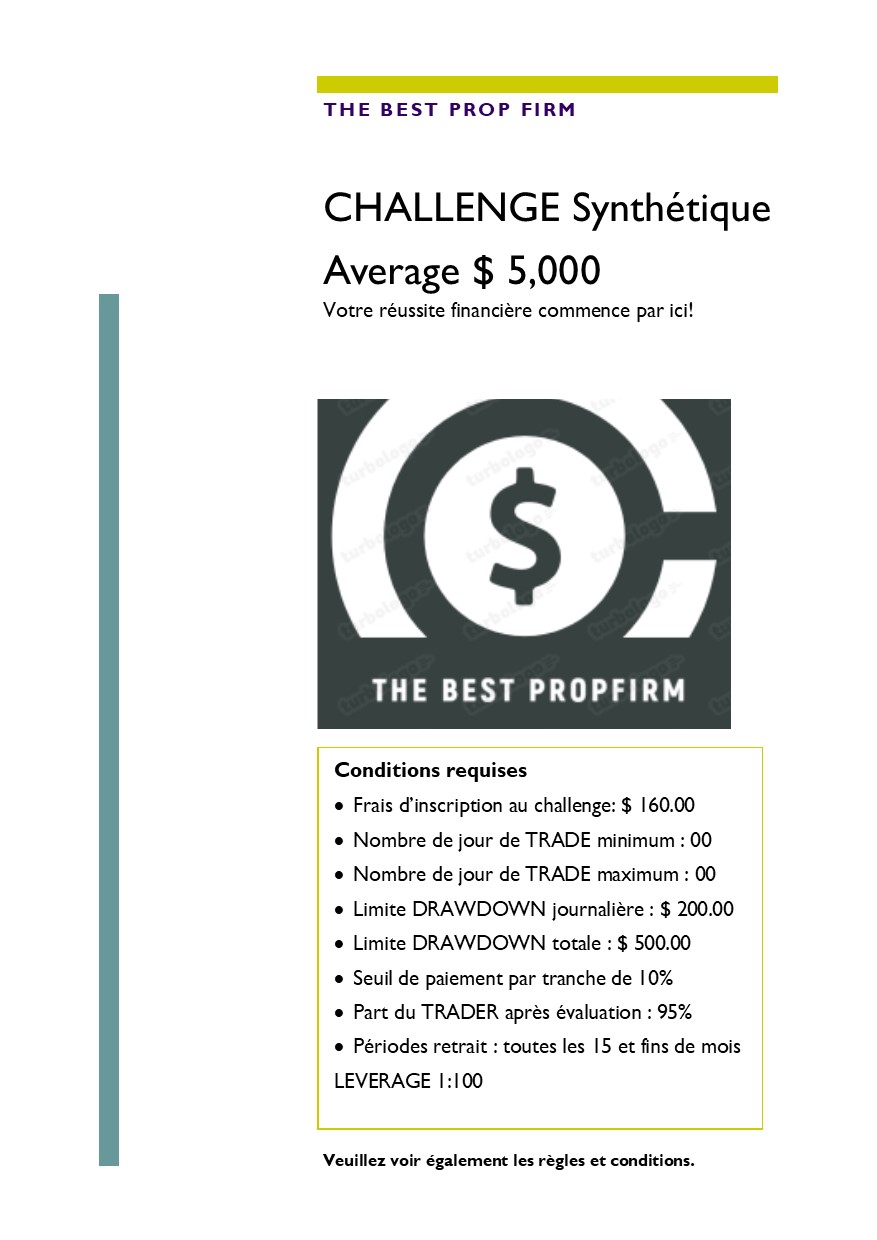 THE BEST PROP FIRM
CHALLENGE Synthétique
Average $ 5,000
Votre réussite financière commence par ici!
turbologo
THE BEST PROPFIRM
Conditions requises
• Frais d’inscription au challenge: $ 160.00
• Nombre de jour de TRADE minimum : 00
• Nombre de jour de TRADE maximum : 00
• Limite DRAWDOWN journalière : $ 200.00
• Limite DRAWDOWN totale : $ 500.00
• Seuil de paiement par tranche de 10%
• Part du TRADER après évaluation : 95%
• Périodes retrait : toutes les 15 et fins de mois
LEVERAGE 1:100
Veuillez voir également les règles et conditions.